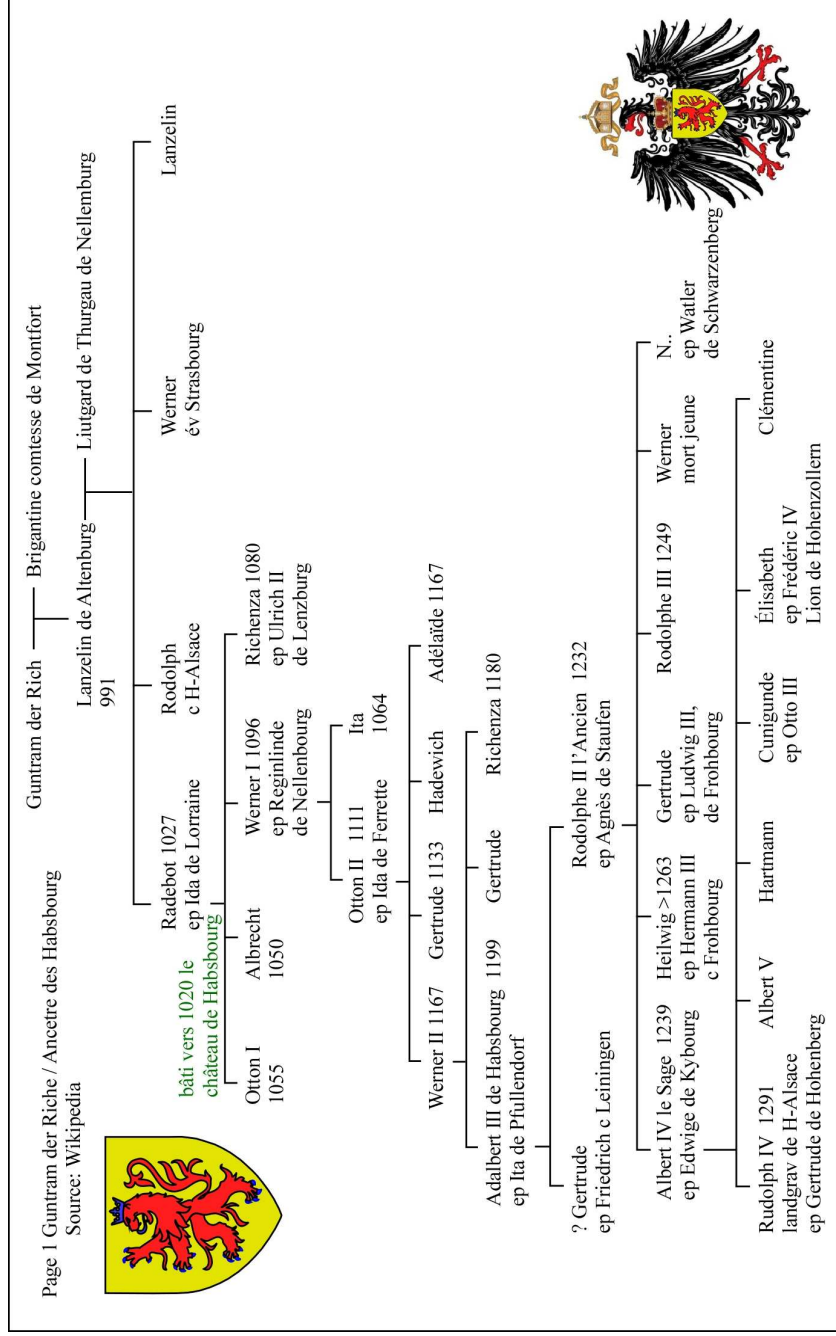 Page 1 Guntram der Riche / Ancetre des Habsbourg
Source: Wikipedia
Guntram der Rich
Brigantine comtesse de Montfort
Lanzelin de Altenburg
991
Liutgard de Thurgau de Nellemburg
Radebot 1027
ep Ida de Lorraine
Rodolph
c H-Alsace
Werner
év Strasbourg
Lanzelin
bâti vers 1020 le
château de Habsbourg
Otton I
1055
Albrecht
1050
Werner I 1096
ep Reginlinde
de Nellenbourg
Richenza 1080
ep Ulrich II
de Lenzburg
Otton II 1111
ep Ida de Ferrette
Ita
1064
Werner II 1167
Gertrude 1133
Hadewich
Adélaïde 1167
Adalbert III de Habsbourg 1199
ep Ita de Pfullendorf
Gertrude
Richenza 1180
? Gertrude
ep Friedrich c Leiningen
Rodolphe II l'Ancien 1232
ep Agnès de Staufen
Albert IV le Sage 1239
ep Edwige de Kybourg
Heilwig >1263
ep Hermann III
c Frohbourg
Gertrude
ep Ludwig III,
de Frohbourg
Rodolphe III 1249
Werner
mort jeune
N..
ep Watler
de Schwarzenberg
Rudolph IV 1291
landgrav de H-Alsace
ep Gertrude de Hohenberg
Albert V
Hartmann
Cunigunde
ep Otto III
Élisabeth
ep Frédéric IV
Lion de Hohenzollern
Clémentine